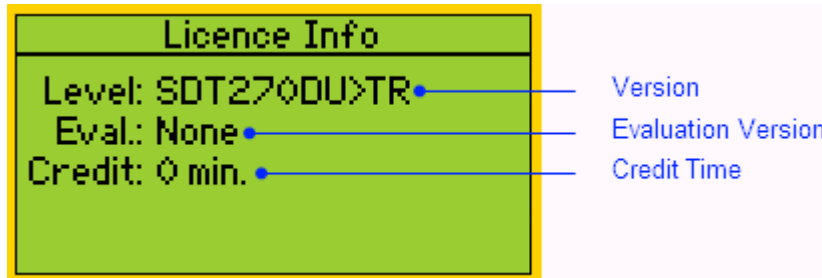 Licence Info
Level: SDT270DU>TR Version
Eval.: None Evaluation Version
Credit: 0 min. Credit Time